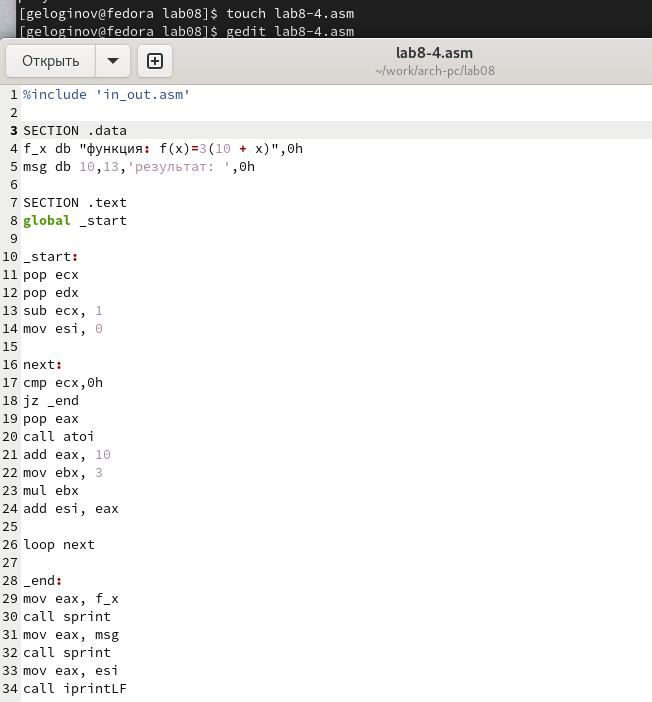 [geloginov@fedora lab08]$ touch lab8-4.asm
[geloginov@fedora lab08]$ gedit lab8-4.asm
Открыть
lab8-4.asm
~/work/arch-pc/lab08
1 %include 'in_out.asm'
2
3 SECTION .data
4 f_x db "функция: f(x)=3(10 + x)",0h
5 msg db 10,13,'результат: ',0h
6
7 SECTION .text
8 global _start
9
10 _start:
11 pop ecx
12 pop edx
13 sub ecx, 1
14 mov esi, 0
15
16 next:
17 cmp ecx,0h
18 jz _end
19 pop eax
20 call atoi
21 add eax, 10
22 mov ebx, 3
23 mul ebx
24 add esi, eax
25
26 loop next
27
28 _end:
29 mov eax, f_x
30 call sprint
31 mov eax, msg
32 call sprint
33 mov eax, esi
34 call iprintLF